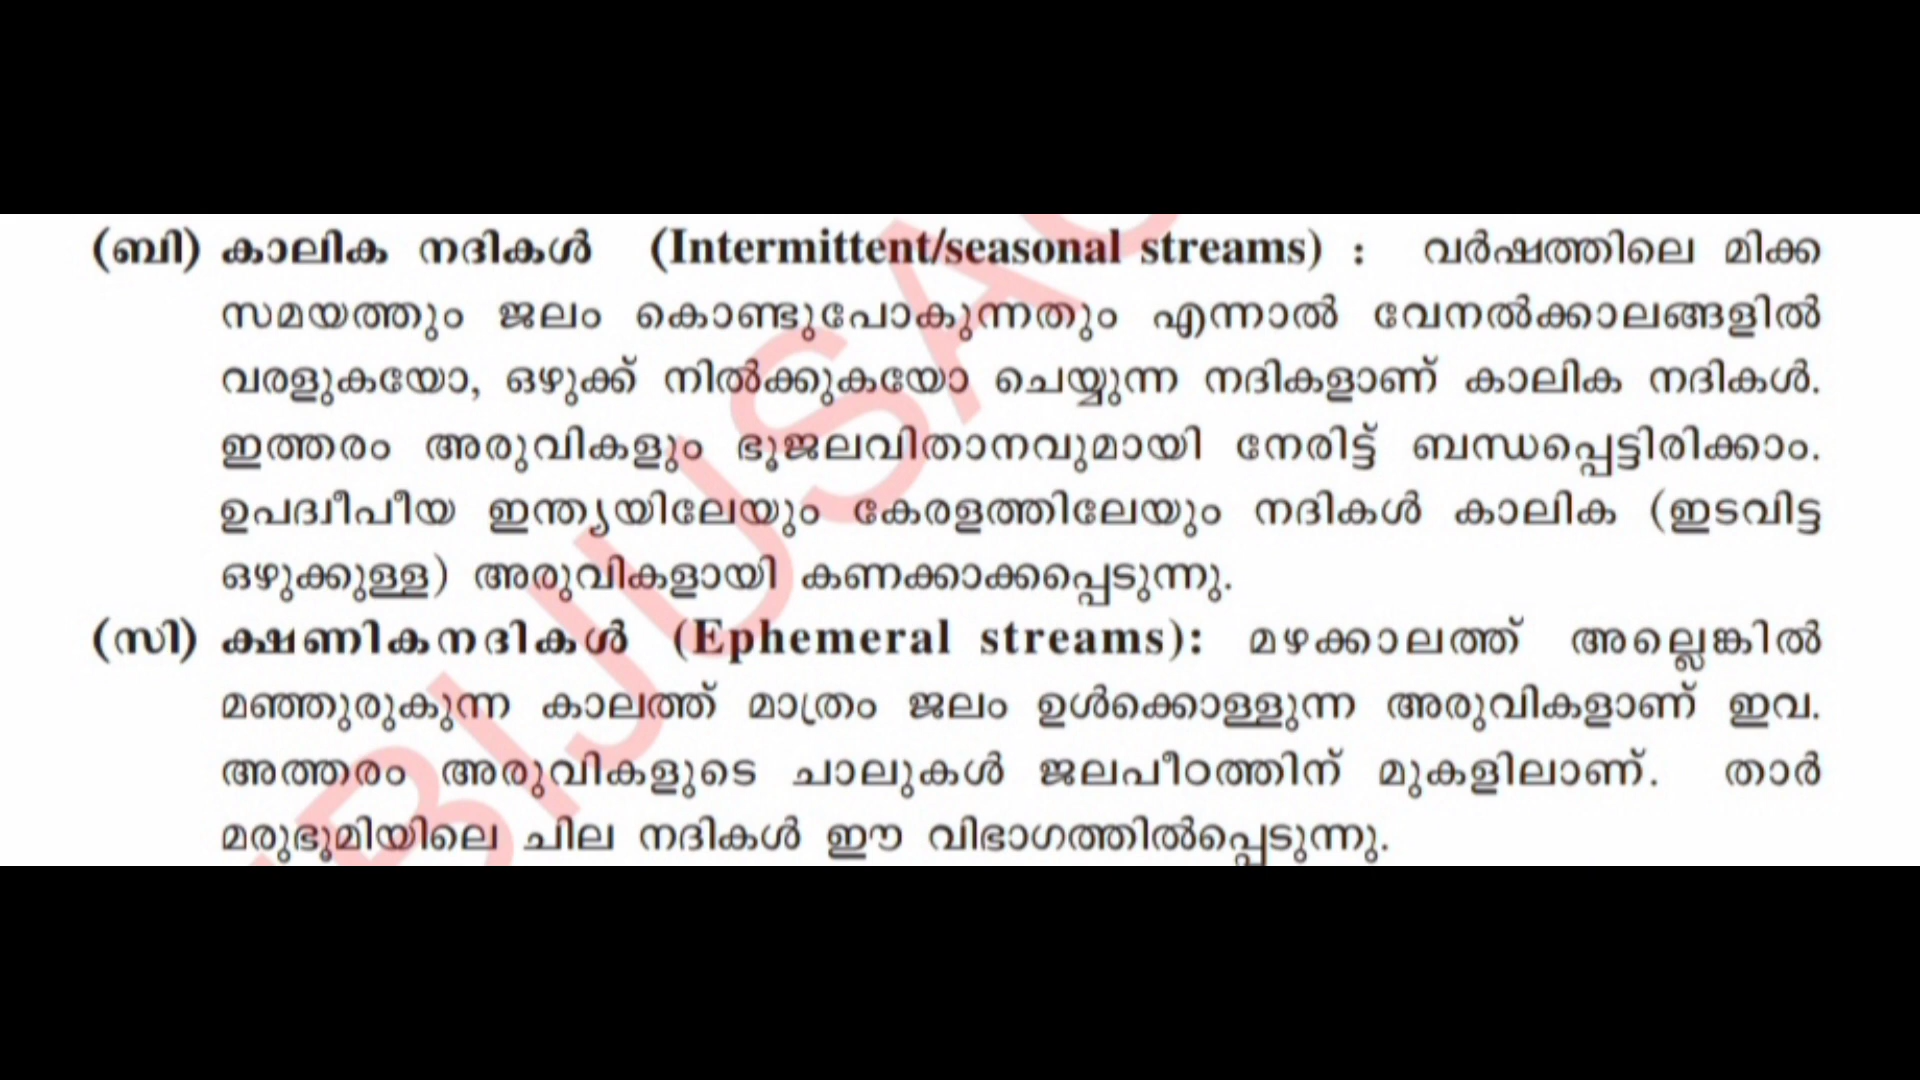 (ബി) കാലിക നദികൾ (Intermittent/seasonal streams) : വർഷത്തിലെ മിക്ക
സമയത്തും ജലം കൊണ്ടുപോകുന്നതും എന്നാൽ വേനൽക്കാലങ്ങളിൽ
വരളുകയോ, ഒഴുക്ക് നിൽക്കുകയോ ചെയ്യുന്ന നദികളാണ് കാലിക നദികൾ.
ഇത്തരം അരുവികളും ഭൂജലവിതാനവുമായി നേരിട്ട് ബന്ധപ്പെട്ടിരിക്കാം.
ഉപദ്വീപീയ ഇന്ത്യയിലേയും കേരളത്തിലേയും നദികൾ കാലിക (ഇടവിട്ട
ഒഴുക്കുള്ള) അരുവികളായി കണക്കാക്കപ്പെടുന്നു.
(സി) ക്ഷണികനദികൾ (Ephemeral streams): മഴക്കാലത്ത് അല്ലെങ്കിൽ
മഞ്ഞുരുകുന്ന കാലത്ത് മാത്രം ജലം ഉൾക്കൊള്ളുന്ന അരുവികളാണ് ഇവ.
അത്തരം അരുവികളുടെ ചാലുകൾ ജലപീഠത്തിന് മുകളിലാണ്. താർ
മരുഭൂമിയിലെ ചില നദികൾ ഈ വിഭാഗത്തിൽപ്പെടുന്നു.